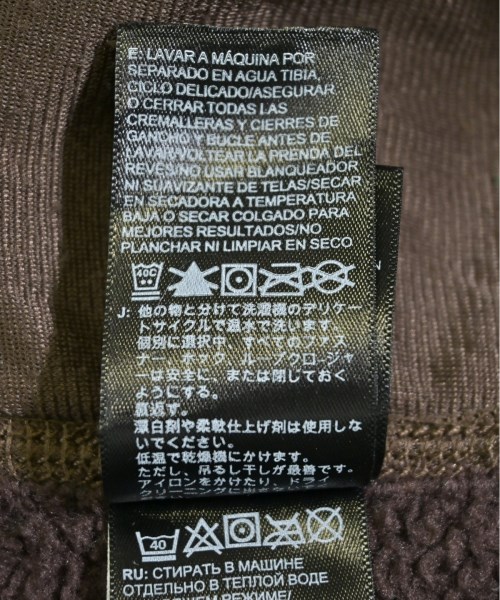 E: LAVAR A MÁQUINA POR
SEPARADO EN AGUA TIBIA,
CICLO DELICADO/ASEGURAR
O CERRAR TODAS LAS
CREMALLERAS Y CIERRES DE
GANCHO Y BUCLE ANTES DE
LAVAR/VOLTEAR LA PRENDA DEL
REVÉS/NO USAR BLANQUEADOR
NI SUAVIZANTE DE TELAS/SECAR
EN SECADORA A TEMPERATURA
BAJA O SECAR COLGADO PARA
MEJORES RESULTADOS/NO
PLANCHAR NI LIMPIAR EN SECO
N
40C
J: 他の物と分けて洗濯機のデリケー
トサイクルで温水で洗います。
個別に選択中、すべてのファス
ナー、ホック、ループクロージャ
ーは安全に、または閉じておく
ようにする。
裏返す。
漂白剤や柔軟仕上げ剤は使用しな
いでください。
低温で乾燥機にかけます。
ただし、吊るし干しが最善です。
アイロンをかけたり、ドライ
クリーニングに
40
RU: СТИРАТЬ В МАШИНЕ
ОТДЕЛЬНО В ТЕПЛОЙ ВОДЕ
РЕЖИМЕ/